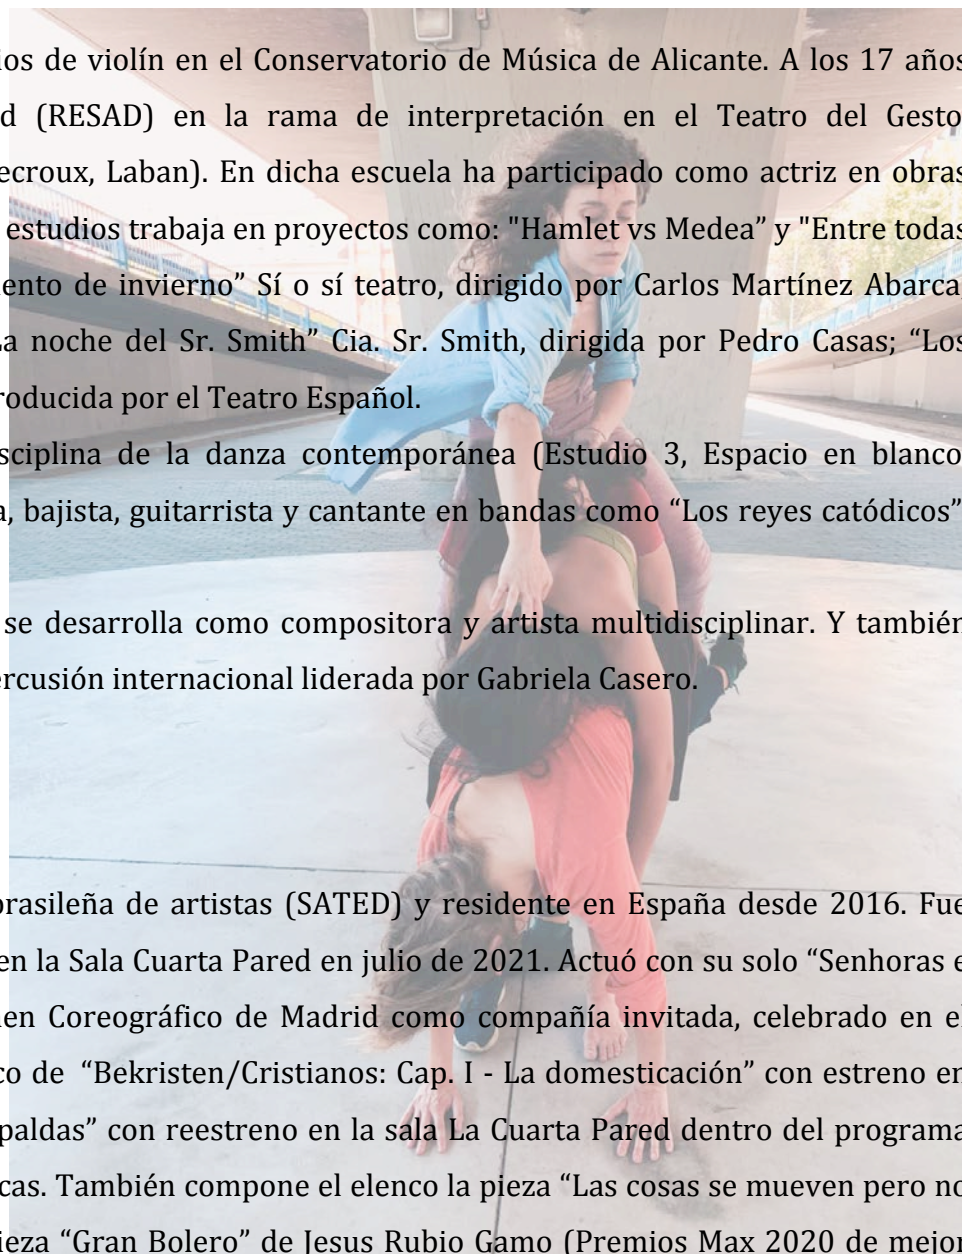 ios de violín en el Conservatorio de Música de Alicante. A los 17 años
d (RESAD) en la rama de interpretación en el Teatro del Gesto
ecroux, Laban). En dicha escuela ha participado como actriz en obras
estudios trabaja en proyectos como: "Hamlet vs Medea” y "Entre todas
ento de invierno” Sí o sí teatro, dirigido por Carlos Martínez Abarca
La noche del Sr. Smith” Cia. Sr. Smith, dirigida por Pedro Casas; “Los
roducida por el Teatro Español.
sciplina de la danza contemporánea (Estudio 3, Espacio en blanco
a, bajista, guitarrista y cantante en bandas como “Los reyes catódicos”
se desarrolla como compositora y artista multidisciplinar. Y también
ercusión internacional liderada por Gabriela Casero.
brasileña de artistas (SATED) y residente en España desde 2016. Fue
en la Sala Cuarta Pared en julio de 2021. Actuó con su solo “Senhoras e
en Coreográfico de Madrid como compañía invitada, celebrado en el
co de “Bekristen/Cristianos: Cap. I - La domesticación” con estreno en
paldas” con reestreno en la sala La Cuarta Pared dentro del programa
cas. También compone el elenco la pieza “Las cosas se mueven pero no
ieza “Gran Bolero” de Jesus Rubio Gamo (Premios Max 2020 de mejor